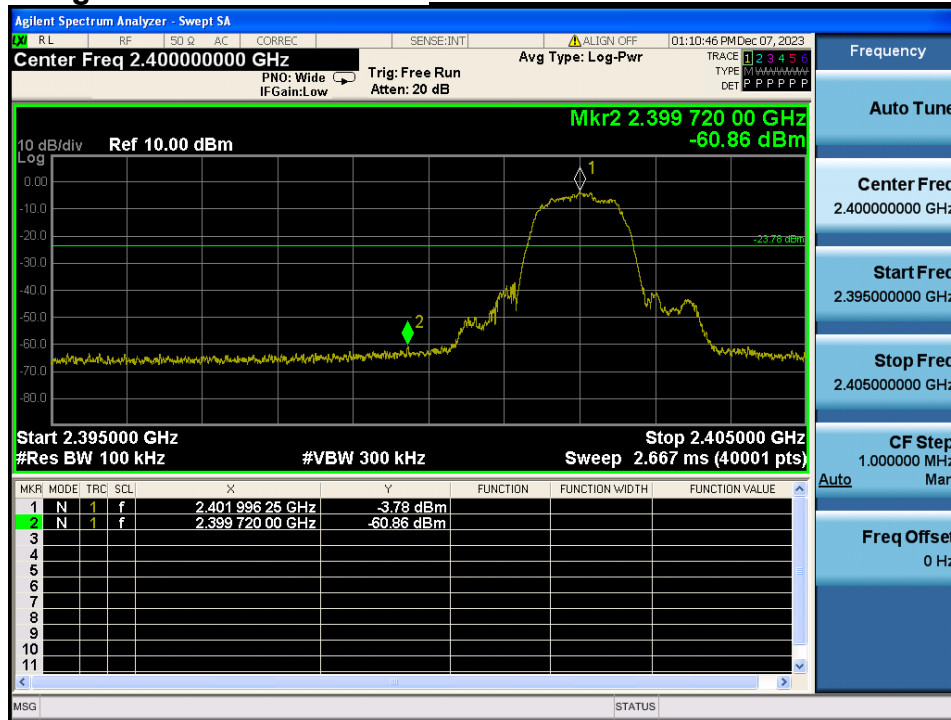 Agilent Spectrum Analyzer - Swept SA
LXI RL RF 50 Ω AC CORREC SENSE:INT ALIGN OFF 01:10:46 PM Dec 07, 2023
Center Freq 2.400000000 GHz
PNO: Wide
IFGain:Low
Trig: Free Run
Atten: 20 dB
Avg Type: Log-Pwr
TRACE 1 2 3 4 5 6
TYPE M WWWWW
DET P P P P P P
Mkr2 2.399 720 00 GHz
-60.86 dBm
10 dB/div Ref 10.00 dBm
Log
0.00
-10.0
-20.0
-30.0
-40.0
-50.0
-60.0
-70.0
-80.0
1
2
-23.78 dBm
Start 2.395000 GHz Stop 2.405000 GHz
#Res BW 100 kHz #VBW 300 kHz Sweep 2.667 ms (40001 pts)
MKR MODE TRC SCL X Y FUNCTION FUNCTION WIDTH FUNCTION VALUE
1 N 1 f 2.401 996 25 GHz -3.78 dBm
2 N 1 f 2.399 720 00 GHz -60.86 dBm
3
4
5
6
7
8
9
10
11
MSG STATUS
Frequency
Auto Tune
Center Freq
2.400000000 GHz
Start Freq
2.395000000 GHz
Stop Freq
2.405000000 GHz
CF Step
1.000000 MHz
Auto Man
Freq Offset
0 Hz